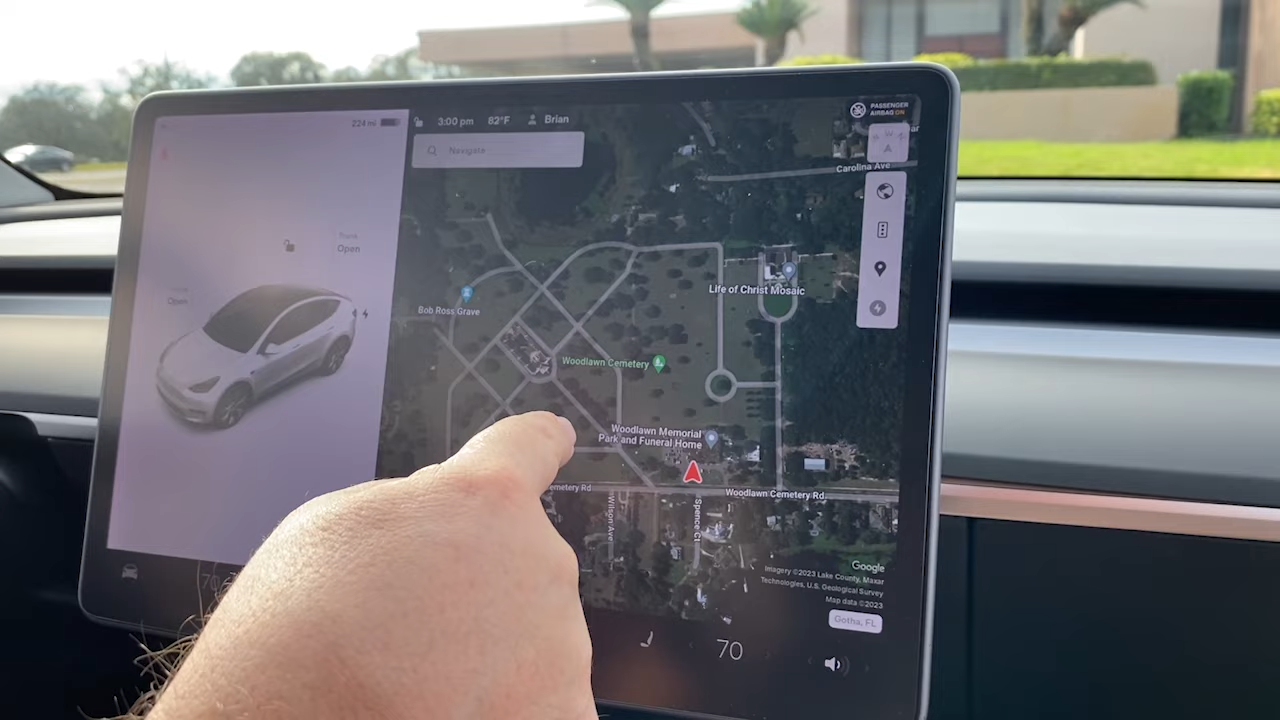 224 mi
3:00 pm 82°F Brian
PASSENGER
AIRBAG ON
Navigate
W
A
Carolina Ave
Trunk
Open
Open
Life of Christ Mosaic
Bob Ross Grave
Woodlawn Cemetery
Woodlawn Memorial
Park and Funeral Home
emetery Rd
Woodlawn Cemetery Rd
Wilson Ave
Spence Ct
Google
Imagery ©2023 Lake County, Maxar
Technologies, U.S. Geological Survey
Map data ©2023
Gotha, FL
70
70